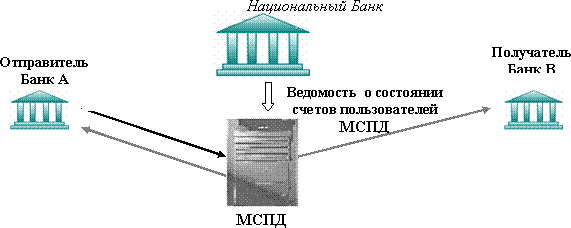 Национальный Банк
Отправитель
Банк А
Получатель
Банк В
Ведомость о состоянии
счетов пользователей
МСПД
МСПД